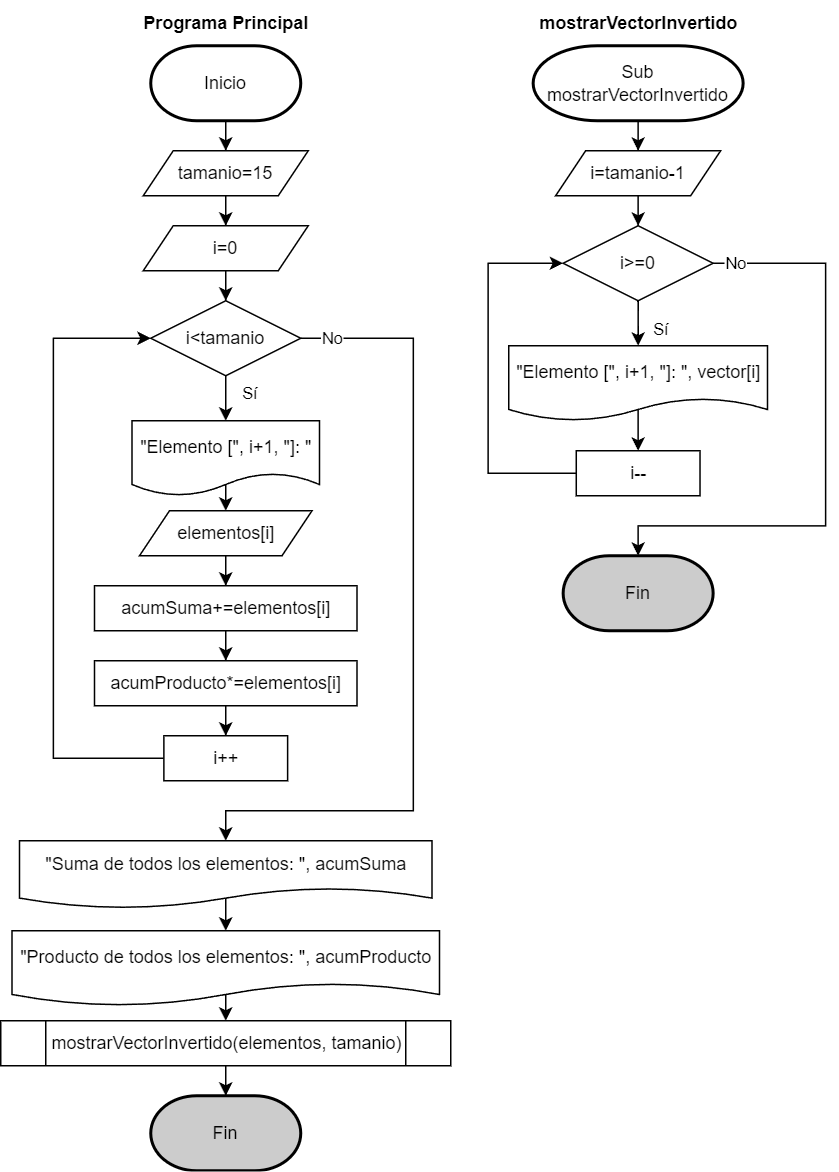 Programa Principal
Inicio
tamanio=15
i=0
i<tamanio
No
Sí
"Elemento [", i+1, "]: "
elementos[i]
acumSuma+=elementos[i]
acumProducto*=elementos[i]
i++
"Suma de todos los elementos: ", acumSuma
"Producto de todos los elementos: ", acumProducto
mostrarVectorInvertido(elementos, tamanio)
Fin
mostrarVectorInvertido
Sub
mostrarVectorInvertido
i=tamanio-1
i>=0
No
Sí
"Elemento [", i+1, "]: ", vector[i]
i--
Fin